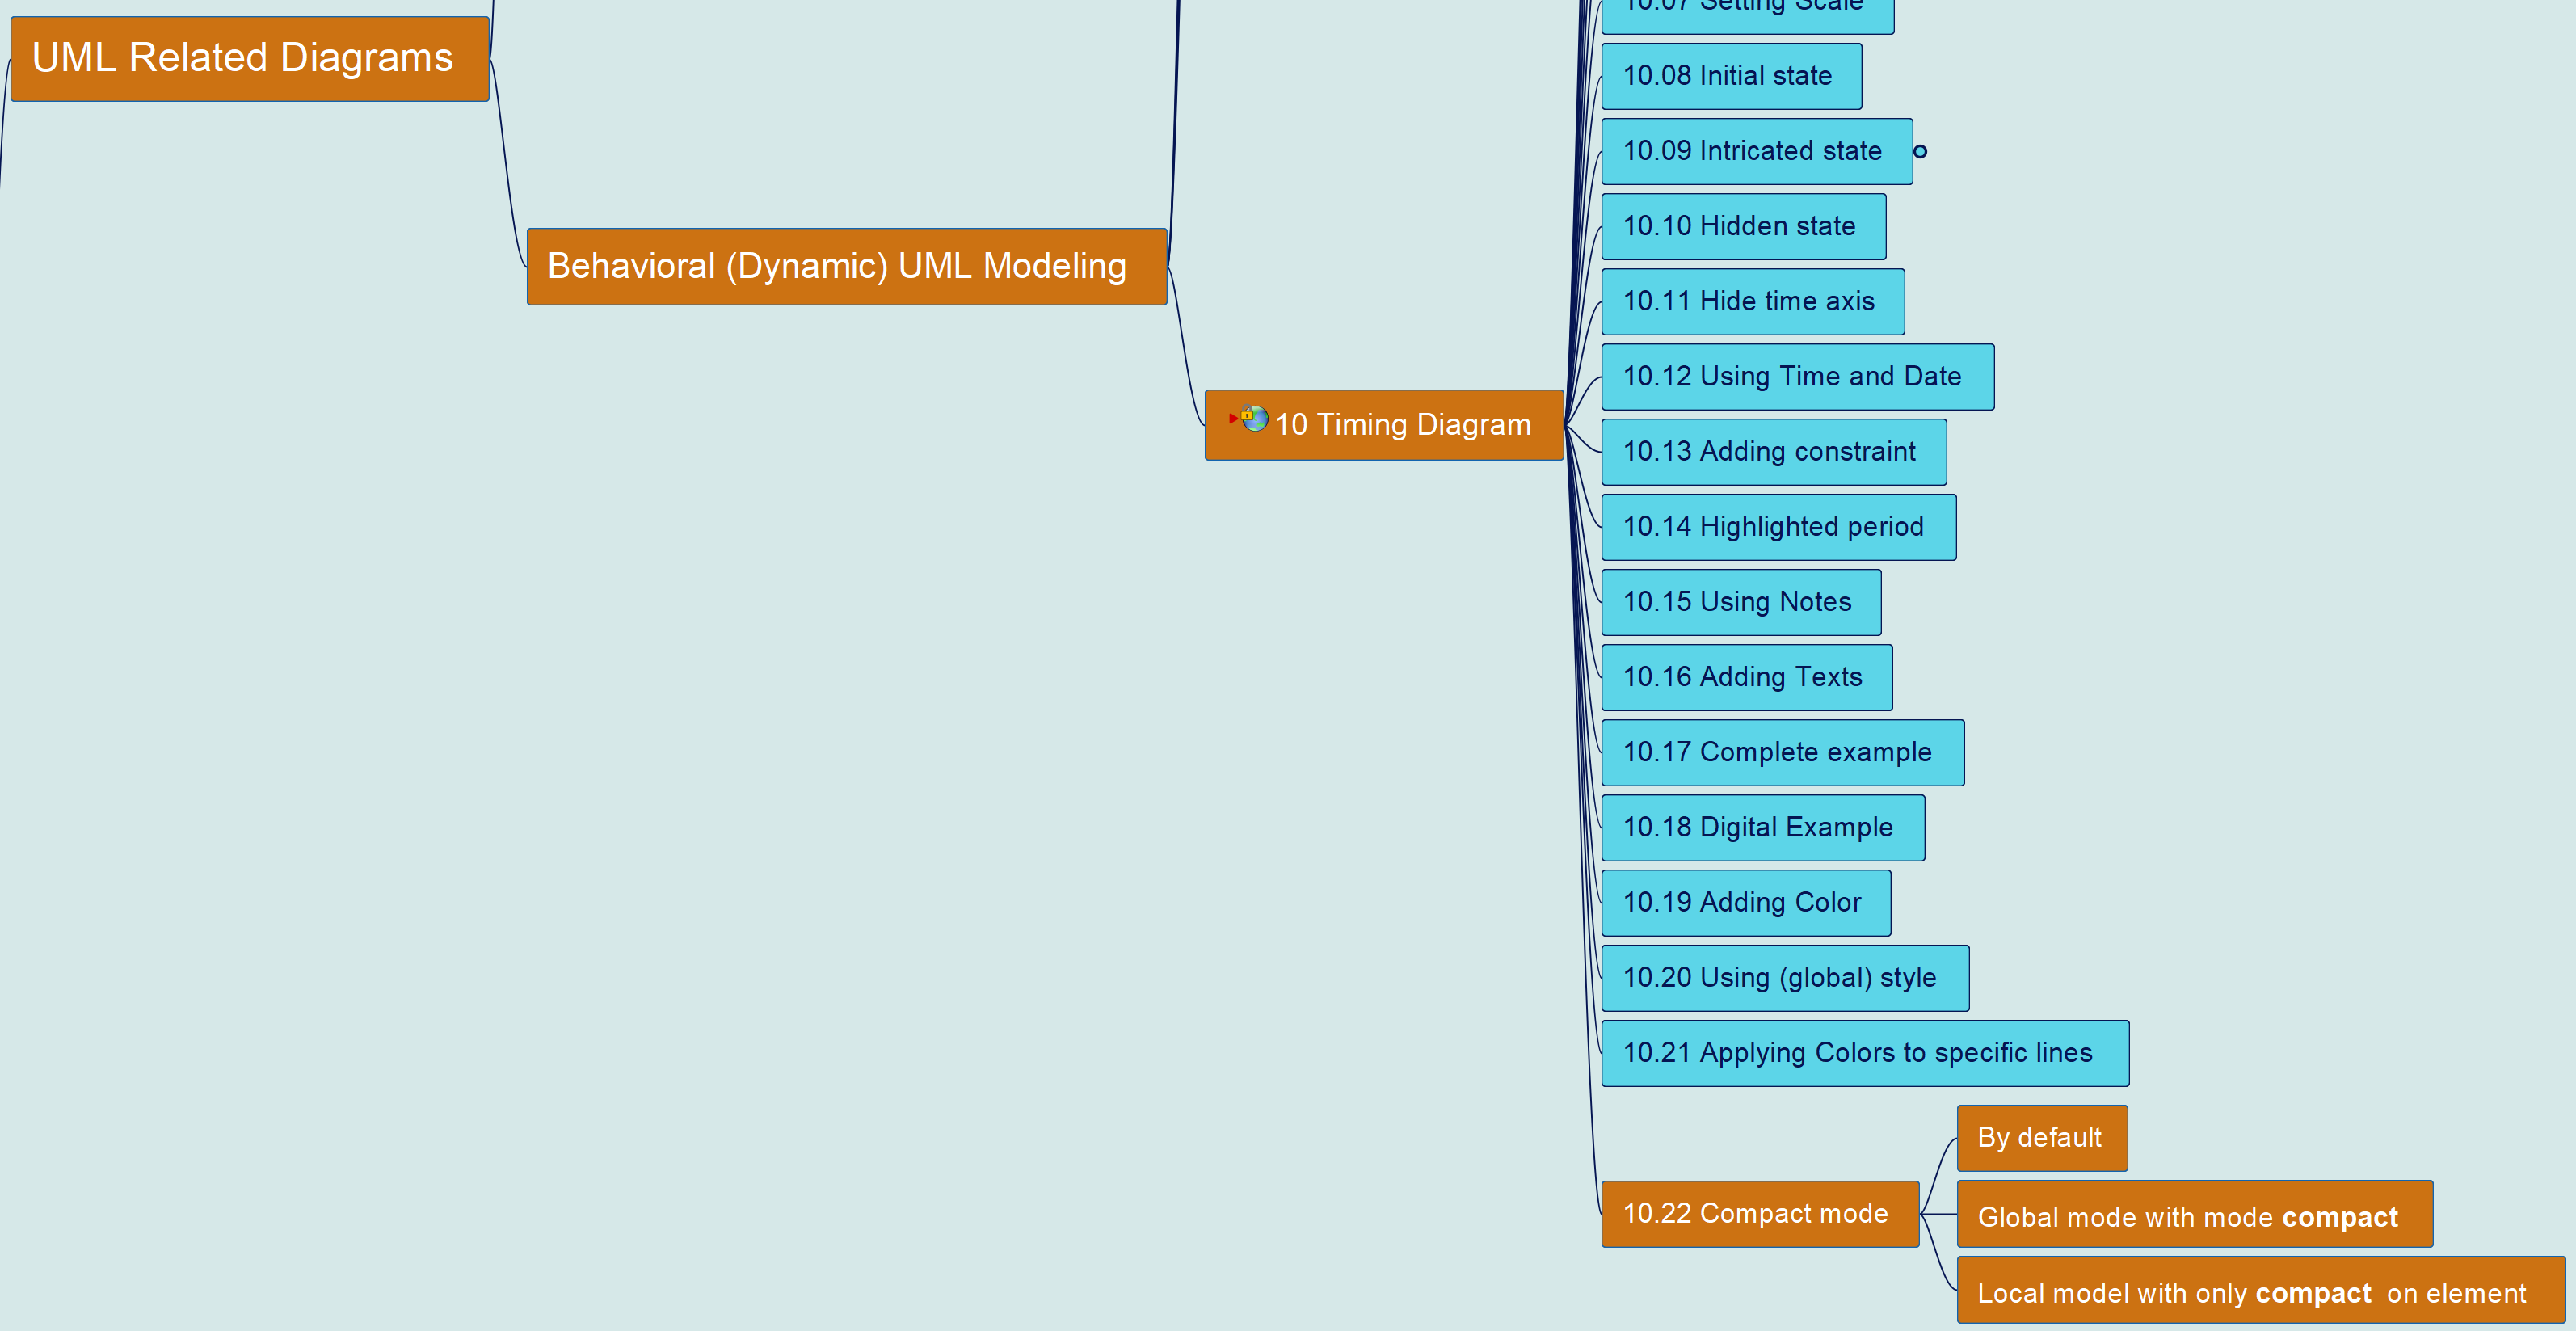 10.07 Setting Scale
UML Related Diagrams
10.08 Initial state
10.09 Intricated state
10.10 Hidden state
Behavioral (Dynamic) UML Modeling
10.11 Hide time axis
10.12 Using Time and Date
10 Timing Diagram
10.13 Adding constraint
10.14 Highlighted period
10.15 Using Notes
10.16 Adding Texts
10.17 Complete example
10.18 Digital Example
10.19 Adding Color
10.20 Using (global) style
10.21 Applying Colors to specific lines
By default
10.22 Compact mode
Global mode with mode compact
Local model with only compact  on element